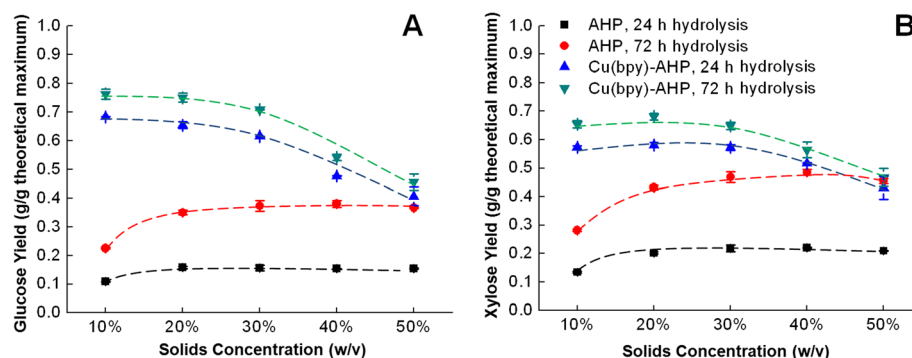 A
1.0
0.9
0.8
0.7
0.6
0.5
0.4
0.3
0.2
0.1
0.0
Glucose Yield (g/g theoretical maximum)
10% 20% 30% 40% 50%
Solids Concentration (w/v)
B
AHP, 24 h hydrolysis
AHP, 72 h hydrolysis
Cu(bpy)-AHP, 24 h hydrolysis
Cu(bpy)-AHP, 72 h hydrolysis
1.0
0.9
0.8
0.7
0.6
0.5
0.4
0.3
0.2
0.1
0.0
Xylose Yield (g/g theoretical maximum)
10% 20% 30% 40% 50%
Solids Concentration (w/v)